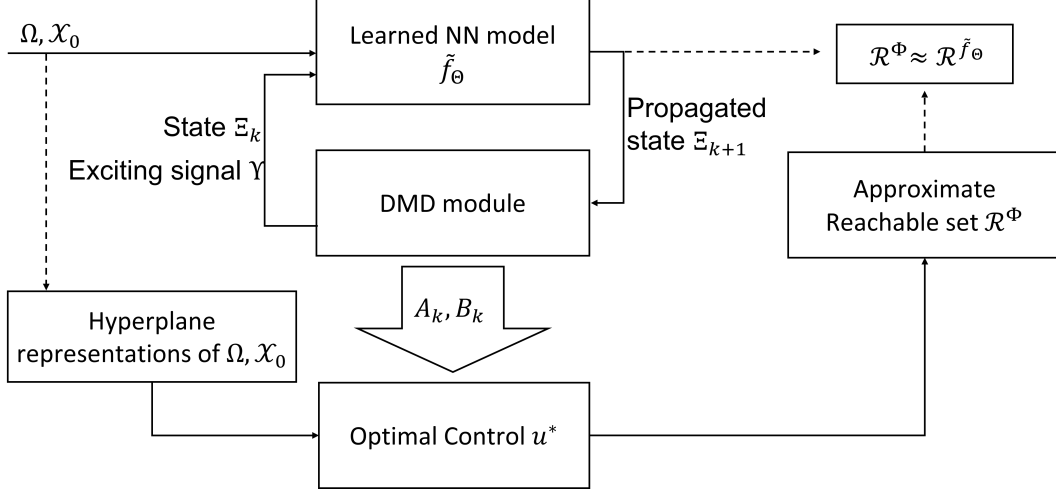 Ω, 𝒳₀
Learned NN model
f̃_Θ
ℛ^Φ ≈ ℛ^{f̃_Θ}
State Ξ_k
Exciting signal Υ
Propagated
state Ξ_{k+1}
DMD module
Approximate
Reachable set ℛ^Φ
A_k, B_k
Hyperplane
representations of Ω, 𝒳₀
Optimal Control u*